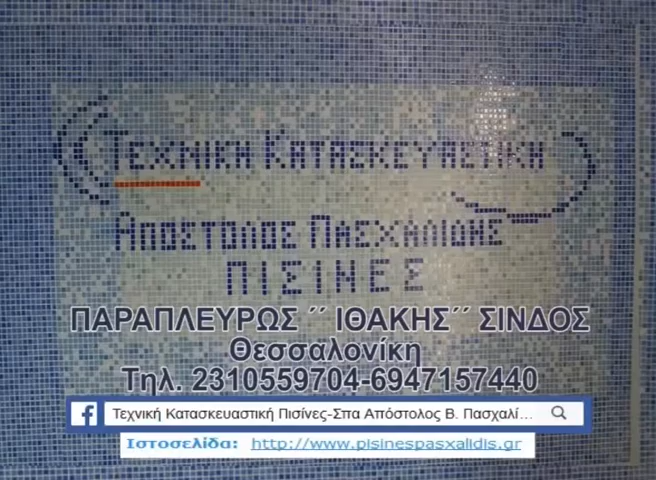 ΤΕΧΝΙΚΗ ΚΑΤΑΣΚΕΥΑΣΤΙΚΗ
ΑΠΟΣΤΟΛΟΣ ΠΑΣΧΑΛΙΔΗΣ
ΠΙΣΙΝΕΣ
ΠΑΡΑΠΛΕΥΡΩΣ ΄΄ ΙΘΑΚΗΣ΄΄ ΣΙΝΔΟΣ
Θεσσαλονίκη
Τηλ. 2310559704-6947157440
f Τεχνική Κατασκευαστική Πισίνες-Σπα Απόστολος Β. Πασχαλί...
Ιστοσελίδα: http://www.pisinespasxalidis.gr